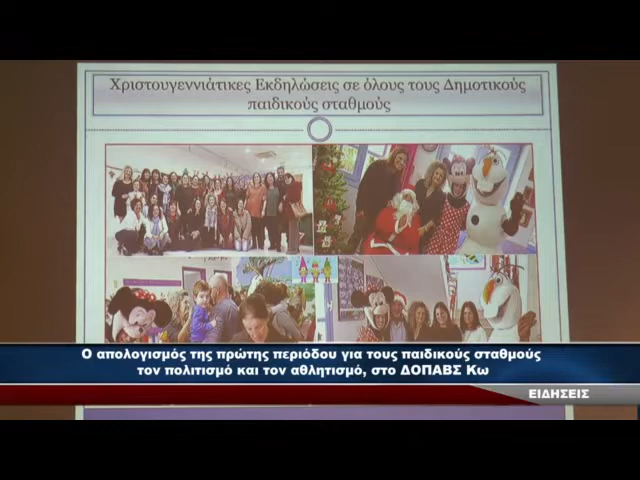 Χριστουγεννιάτικες Εκδηλώσεις σε όλους τους Δημοτικούς
παιδικούς σταθμούς
Ο απολογισμός της πρώτης περιόδου για τους παιδικούς σταθμούς
τον πολιτισμό και τον αθλητισμό, στο ΔΟΠΑΒΣ Κω
ΕΙΔΗΣΕΙΣ